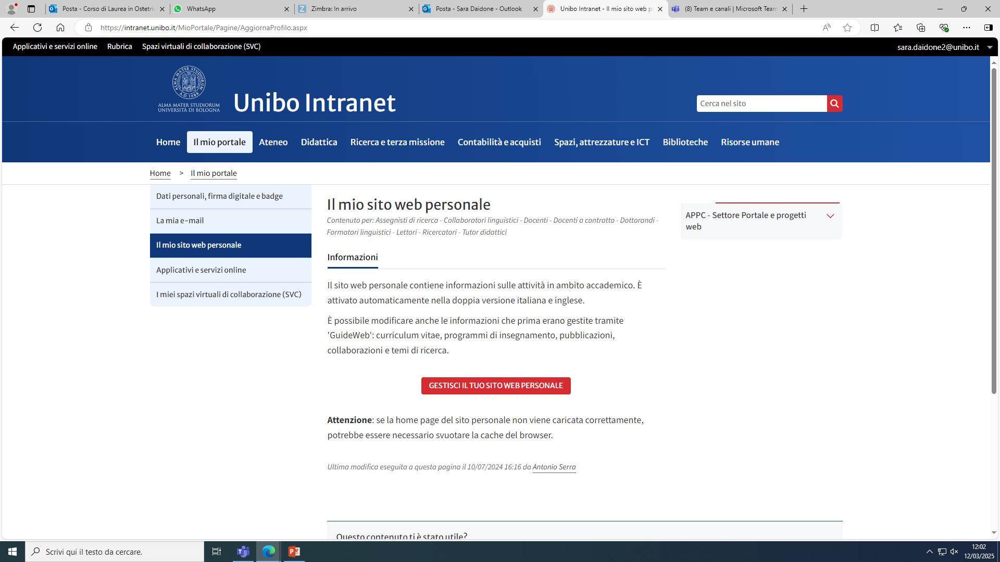 Posta - Corso di Laurea in Ostetric
WhatsApp
Zimbra: In arrivo
Posta - Sara Daidone - Outlook
Unibo Intranet - Il mio sito web p
(8) Team e canali | Microsoft Team
https://intranet.unibo.it/MioPortale/Pagine/AggiornaProfilo.aspx
Applicativi e servizi online
Rubrica
Spazi virtuali di collaborazione (SVC)
sara.daidone2@unibo.it
ALMA MATER STUDIORUM
A.D. 1088
ALMA MATER STUDIORUM
UNIVERSITÀ DI BOLOGNA
Unibo Intranet
Cerca nel sito
Home
Il mio portale
Ateneo
Didattica
Ricerca e terza missione
Contabilità e acquisti
Spazi, attrezzature e ICT
Biblioteche
Risorse umane
Home > Il mio portale
Dati personali, firma digitale e badge
La mia e-mail
Il mio sito web personale
Applicativi e servizi online
I miei spazi virtuali di collaborazione (SVC)
Il mio sito web personale
Contenuto per: Assegnisti di ricerca - Collaboratori linguistici - Docenti - Docenti a contratto - Dottorandi -
Formatori linguistici - Lettori - Ricercatori - Tutor didattici
Informazioni
Il sito web personale contiene informazioni sulle attività in ambito accademico. È
attivato automaticamente nella doppia versione italiana e inglese.
È possibile modificare anche le informazioni che prima erano gestite tramite
'GuideWeb': curriculum vitae, programmi di insegnamento, pubblicazioni,
collaborazioni e temi di ricerca.
GESTISCI IL TUO SITO WEB PERSONALE
Attenzione: se la home page del sito personale non viene caricata correttamente,
potrebbe essere necessario svuotare la cache del browser.
Ultima modifica eseguita a questa pagina il 10/07/2024 16:16 da Antonio Serra
APPC - Settore Portale e progetti
web
Questo contenuto ti è stato utile?
Scrivi qui il testo da cercare.
12:02
12/03/2025